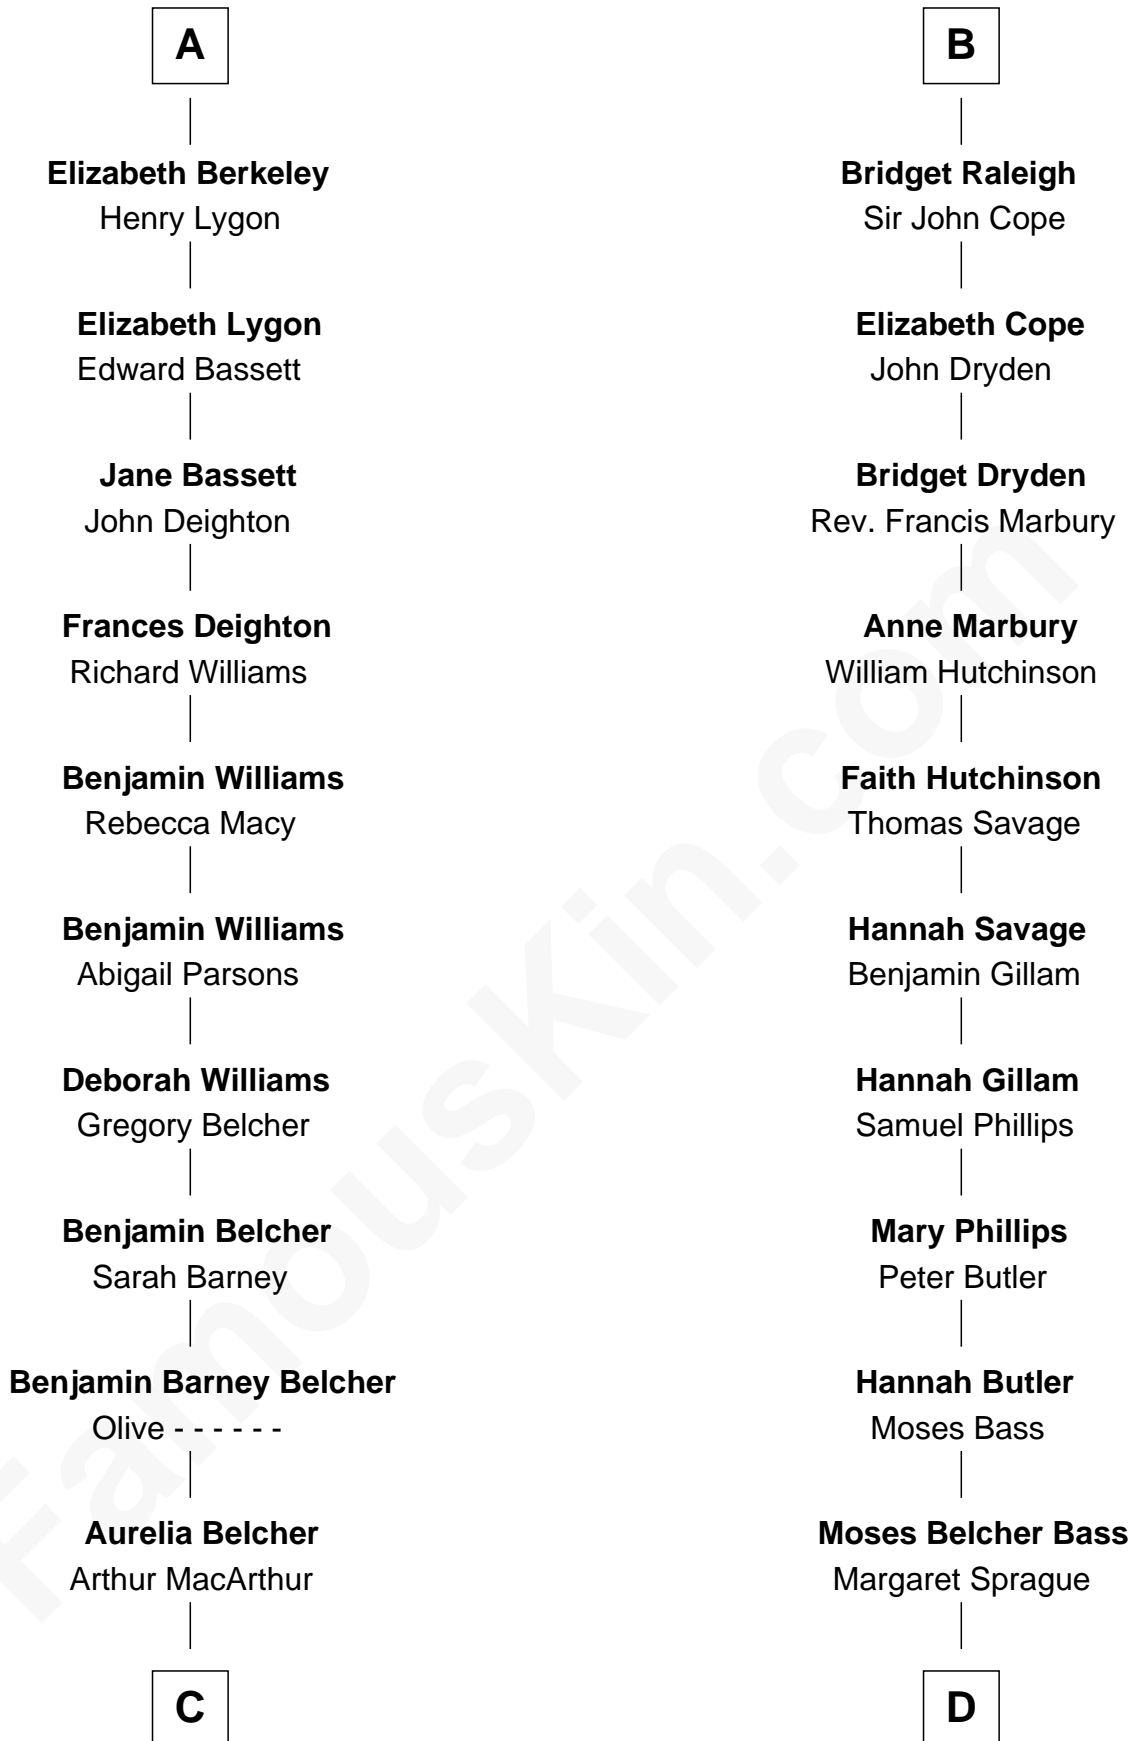 A
Elizabeth Berkeley
Henry Lygon
Elizabeth Lygon
Edward Bassett
Jane Bassett
John Deighton
Frances Deighton
Richard Williams
Benjamin Williams
Rebecca Macy
Benjamin Williams
Abigail Parsons
Deborah Williams
Gregory Belcher
Benjamin Belcher
Sarah Barney
Benjamin Barney Belcher
Olive - - - - - -
Aurelia Belcher
Arthur MacArthur
C
B
Bridget Raleigh
Sir John Cope
Elizabeth Cope
John Dryden
Bridget Dryden
Rev. Francis Marbury
Anne Marbury
William Hutchinson
Faith Hutchinson
Thomas Savage
Hannah Savage
Benjamin Gillam
Hannah Gillam
Samuel Phillips
Mary Phillips
Peter Butler
Hannah Butler
Moses Bass
Moses Belcher Bass
Margaret Sprague
D
FamousKin.com